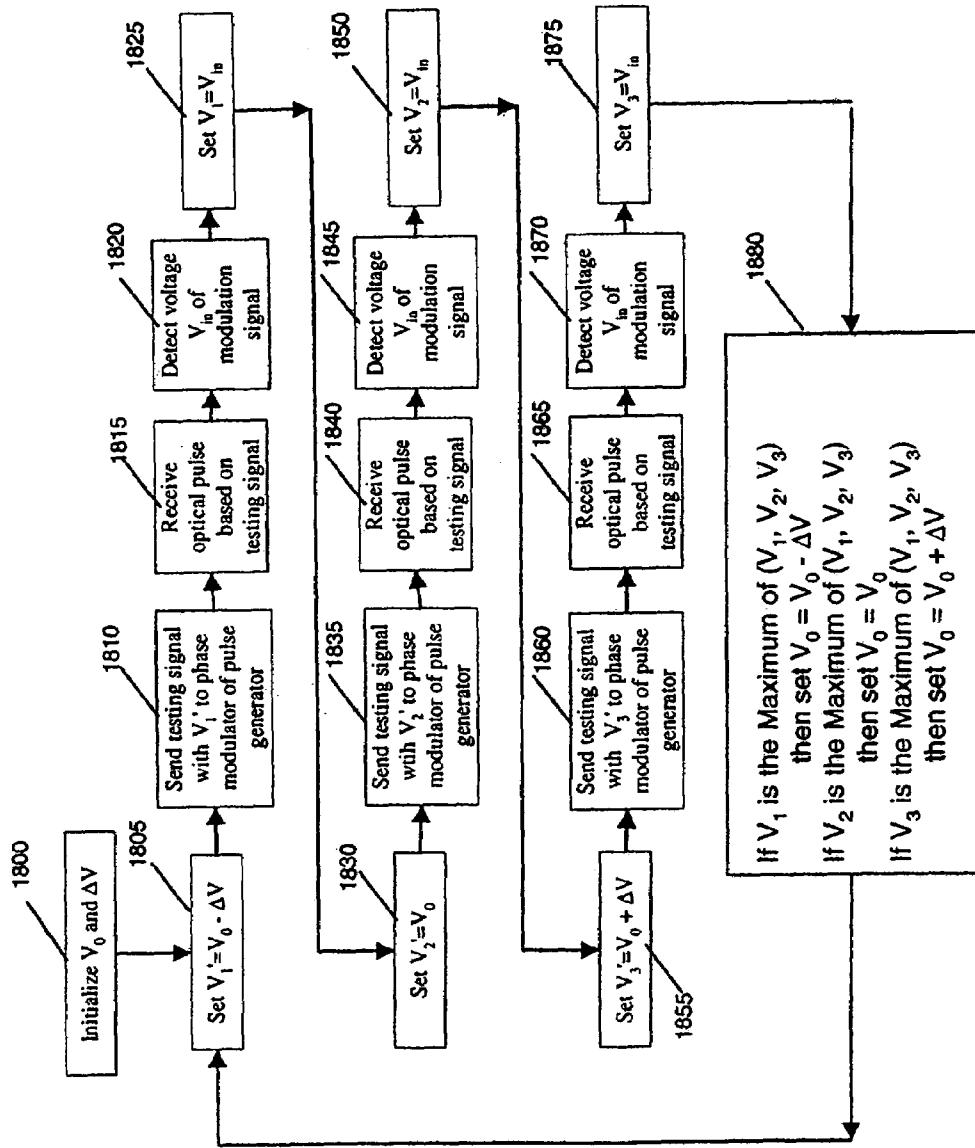 1800
Initialize V0 and ΔV
1805
Set V1'=V0 - ΔV
1810
Send testing signal
with V1' to phase
modulator of pulse
generator
1815
Receive
optical pulse
based on
testing signal
1820
Detect voltage
Vin of
modulation
signal
1825
Set V1=Vin
1830
Set V2'=V0
1835
Send testing signal
with V2' to phase
modulator of pulse
generator
1840
Receive
optical pulse
based on
testing signal
1845
Detect voltage
Vin of
modulation
signal
1850
Set V2=Vin
Set V3'=V0 + ΔV
1855
1860
Send testing signal
with V3' to phase
modulator of pulse
generator
1865
Receive
optical pulse
based on
testing signal
1870
Detect voltage
Vin of
modulation
signal
1875
Set V3=Vin
1880
If V1 is the Maximum of (V1, V2, V3)
then set V0 = V0 - ΔV
If V2 is the Maximum of (V1, V2, V3)
then set V0 = V0
If V3 is the Maximum of (V1, V2, V3)
then set V0 = V0 + ΔV